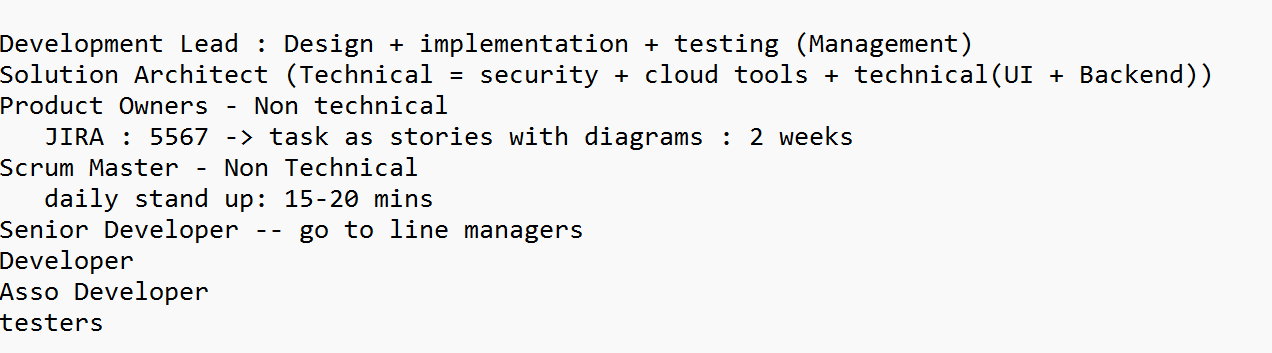 Development Lead : Design + implementation + testing (Management)
Solution Architect (Technical = security + cloud tools + technical(UI + Backend))
Product Owners - Non technical
   JIRA : 5567 -> task as stories with diagrams : 2 weeks
Scrum Master - Non Technical
   daily stand up: 15-20 mins
Senior Developer -- go to line managers
Developer
Asso Developer
testers